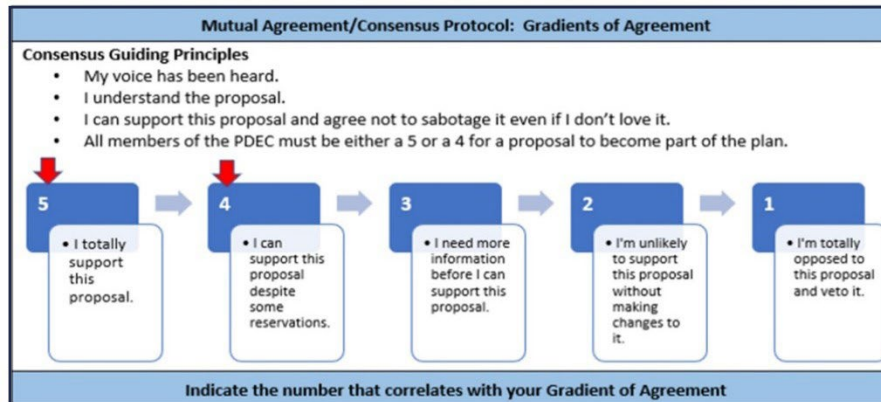 Mutual Agreement/Consensus Protocol: Gradients of Agreement
Consensus Guiding Principles
• My voice has been heard.
• I understand the proposal.
• I can support this proposal and agree not to sabotage it even if I don't love it.
• All members of the PDEC must be either a 5 or a 4 for a proposal to become part of the plan.
5
• I totally
support
this
proposal.
4
• I can
support this
proposal
despite
some
reservations.
3
• I need more
information
before I can
support this
proposal.
2
• I'm unlikely
to support
this proposal
without
making
changes to
it.
1
• I'm totally
opposed to
this proposal
and veto it.
Indicate the number that correlates with your Gradient of Agreement